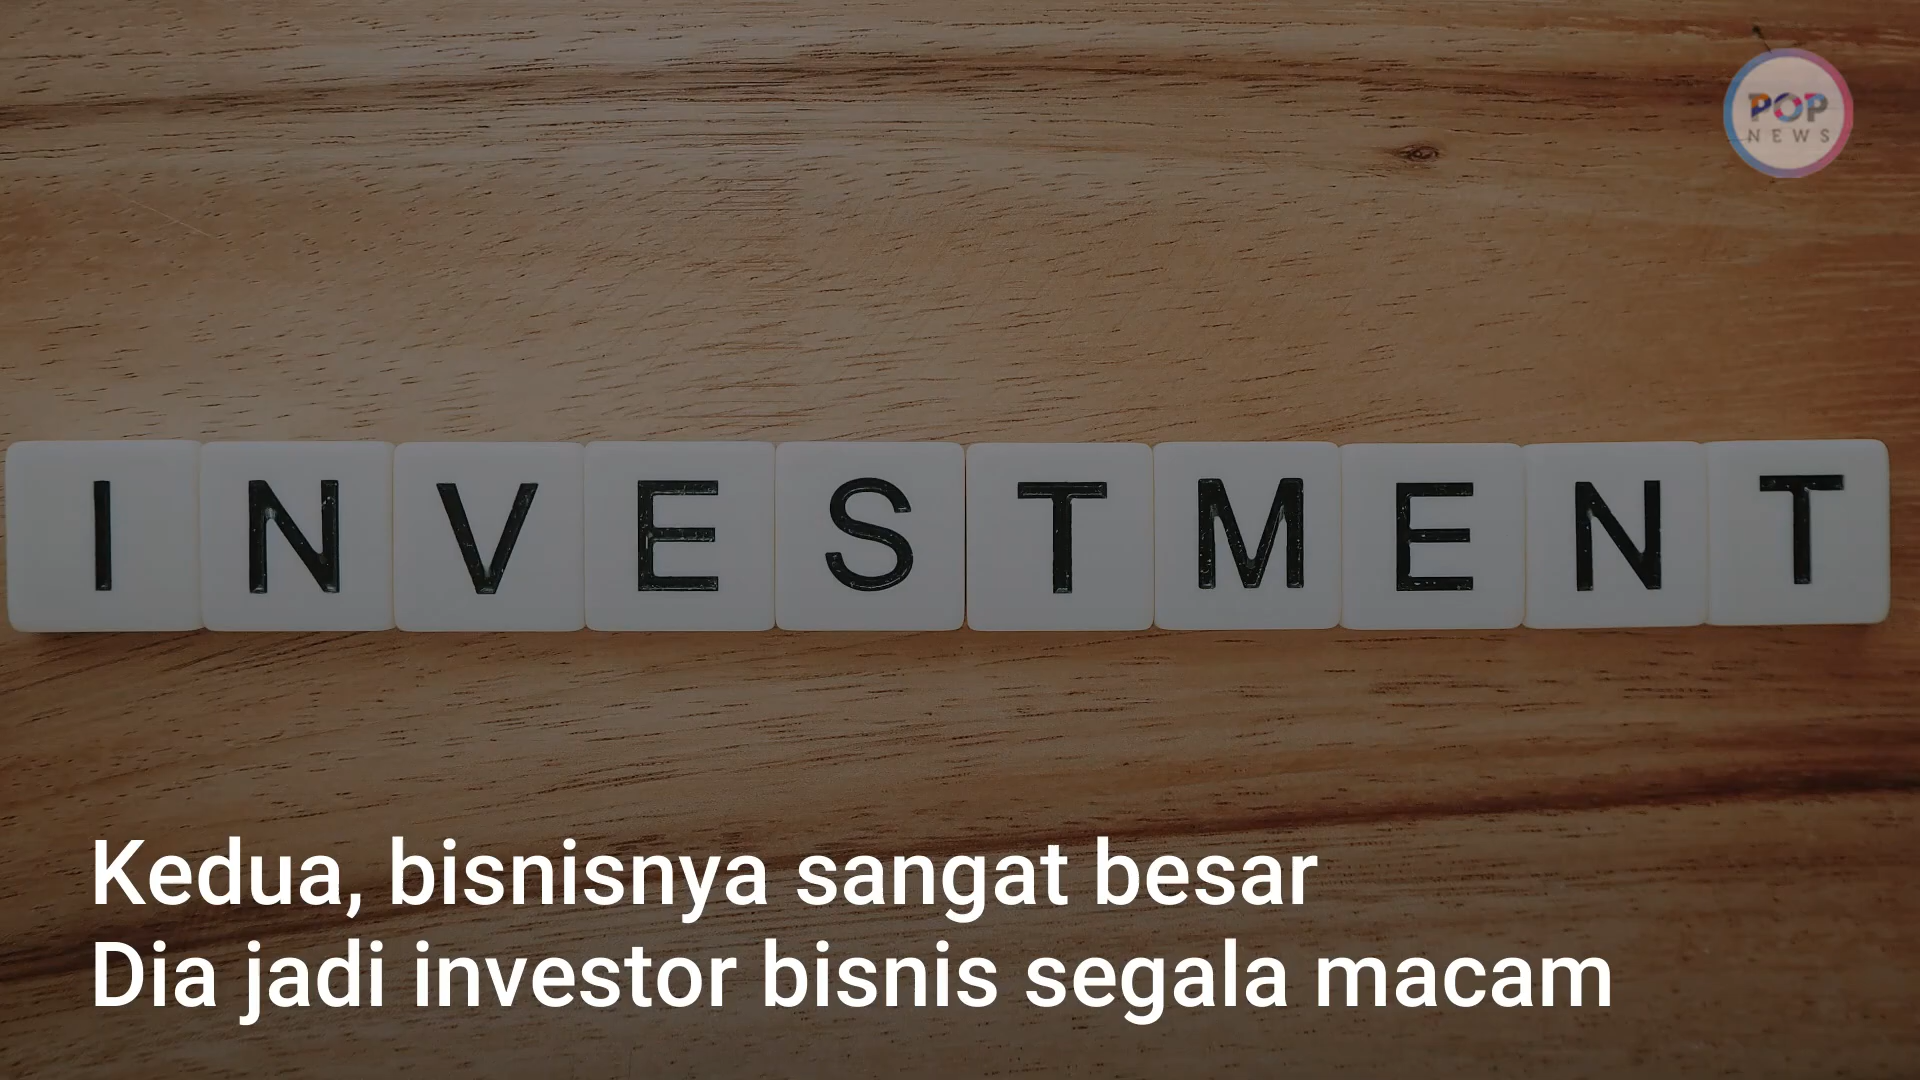 POP
NEWS
INVESTMENT
Kedua, bisnisnya sangat besar
Dia jadi investor bisnis segala macam